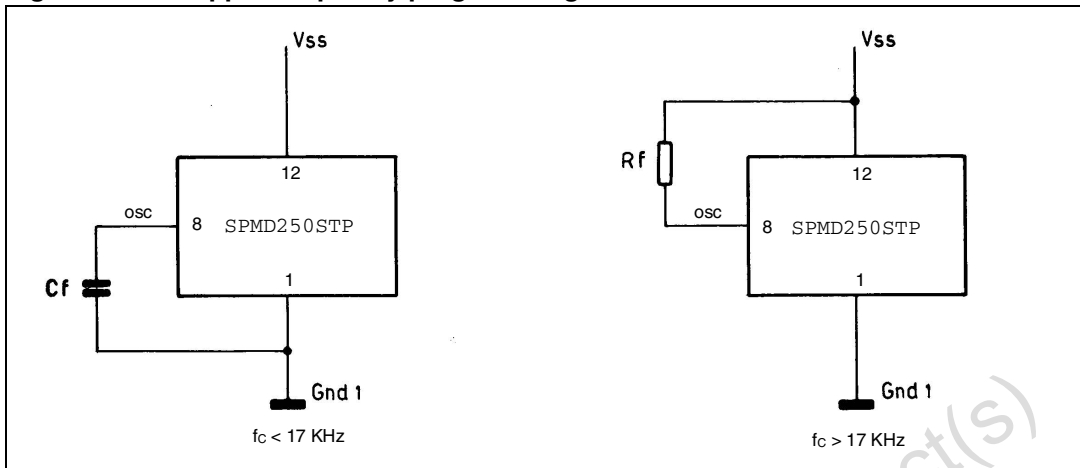 Vss
12
osc
8 SPMD250STP
1
Cf
Gnd 1
fC < 17 KHz
Vss
Rf
12
osc
8 SPMD250STP
1
Gnd 1
fC > 17 KHz
ct(s)